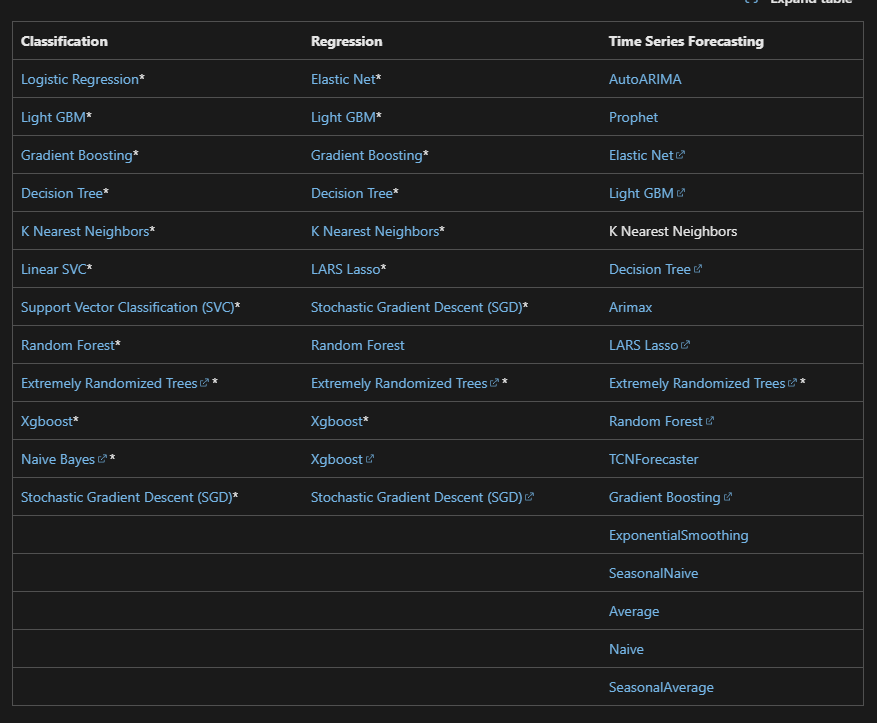 Expand table
Classification Regression Time Series Forecasting
Logistic Regression* Elastic Net* AutoARIMA
Light GBM* Light GBM* Prophet
Gradient Boosting* Gradient Boosting* Elastic Net
Decision Tree* Decision Tree* Light GBM
K Nearest Neighbors* K Nearest Neighbors* K Nearest Neighbors
Linear SVC* LARS Lasso* Decision Tree
Support Vector Classification (SVC)* Stochastic Gradient Descent (SGD)* Arimax
Random Forest* Random Forest LARS Lasso
Extremely Randomized Trees * Extremely Randomized Trees * Extremely Randomized Trees *
Xgboost* Xgboost* Random Forest
Naive Bayes * Xgboost TCNForecaster
Stochastic Gradient Descent (SGD)* Stochastic Gradient Descent (SGD) Gradient Boosting
ExponentialSmoothing
SeasonalNaive
Average
Naive
SeasonalAverage